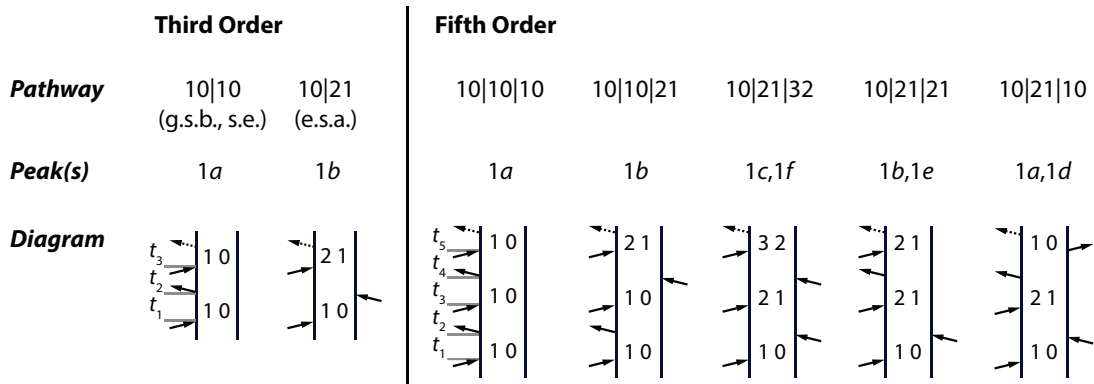 Third Order Fifth Order
Pathway 10|10 10|21 10|10|10 10|10|21 10|21|32 10|21|21 10|21|10
(g.s.b., s.e.) (e.s.a.)
Peak(s) 1a 1b 1a 1b 1c,1f 1b,1e 1a,1d
Diagram
t3 1 0 2 1 t5 1 0 2 1 3 2 2 1 1 0
t2 t4
t3 1 0 1 0 2 1 2 1 2 1
t1 1 0 1 0 t2
t1 1 0 1 0 1 0 1 0 1 0